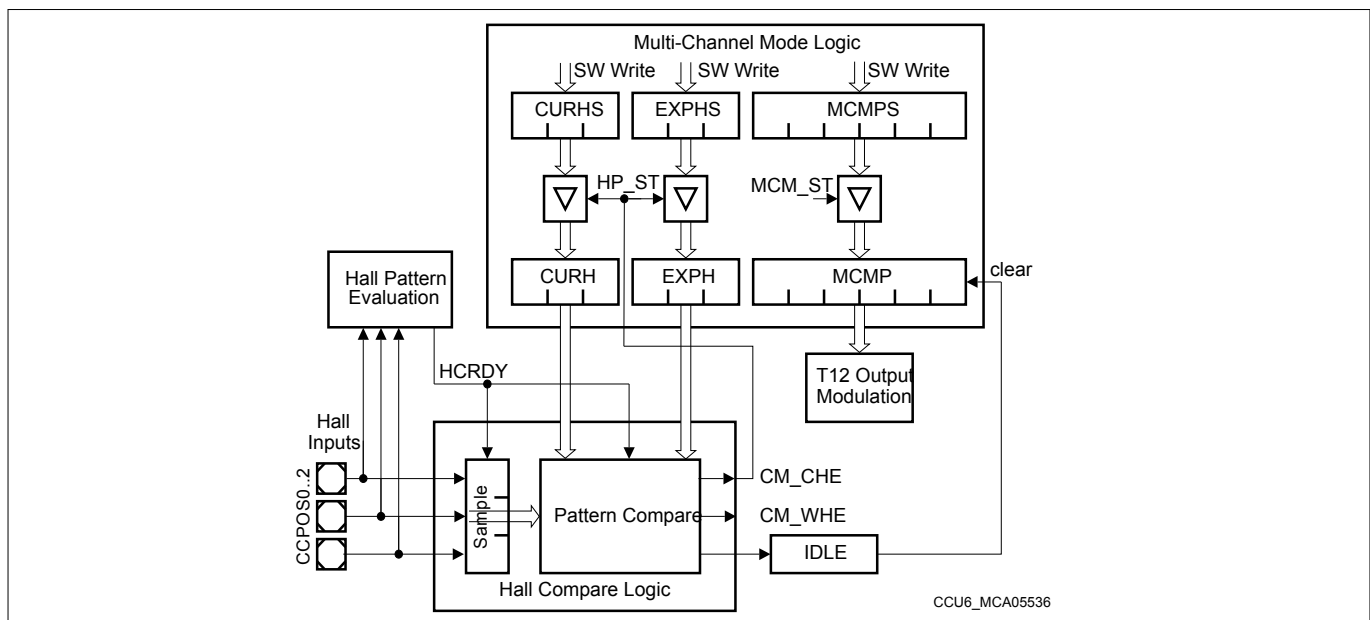 Multi-Channel Mode Logic
SW Write
SW Write
SW Write
CURHS
EXPHS
MCMPS
HP_ST
MCM_ST
CURH
EXPH
MCMP
clear
Hall Pattern
Evaluation
HCRDY
T12 Output
Modulation
Hall
Inputs
CCPOS0..2
Sample
Pattern Compare
CM_CHE
CM_WHE
IDLE
Hall Compare Logic
CCU6_MCA05536